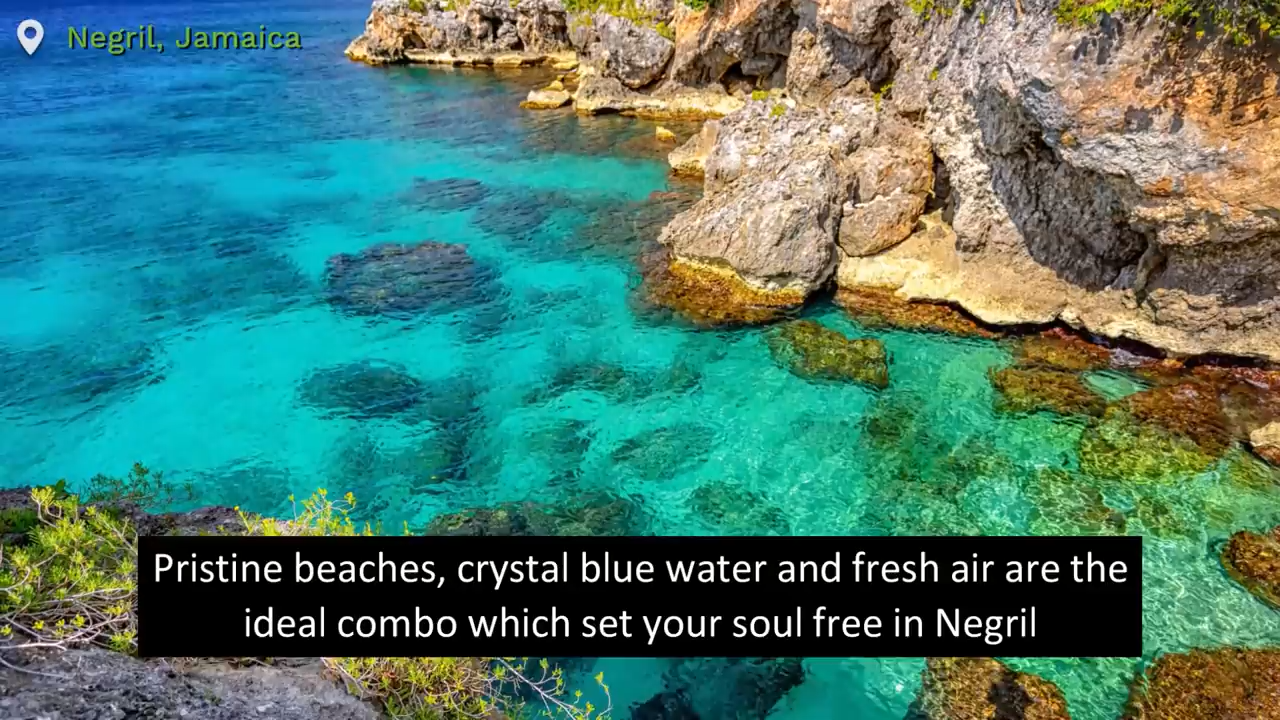 Negril, Jamaica
Pristine beaches, crystal blue water and fresh air are the
ideal combo which set your soul free in Negril